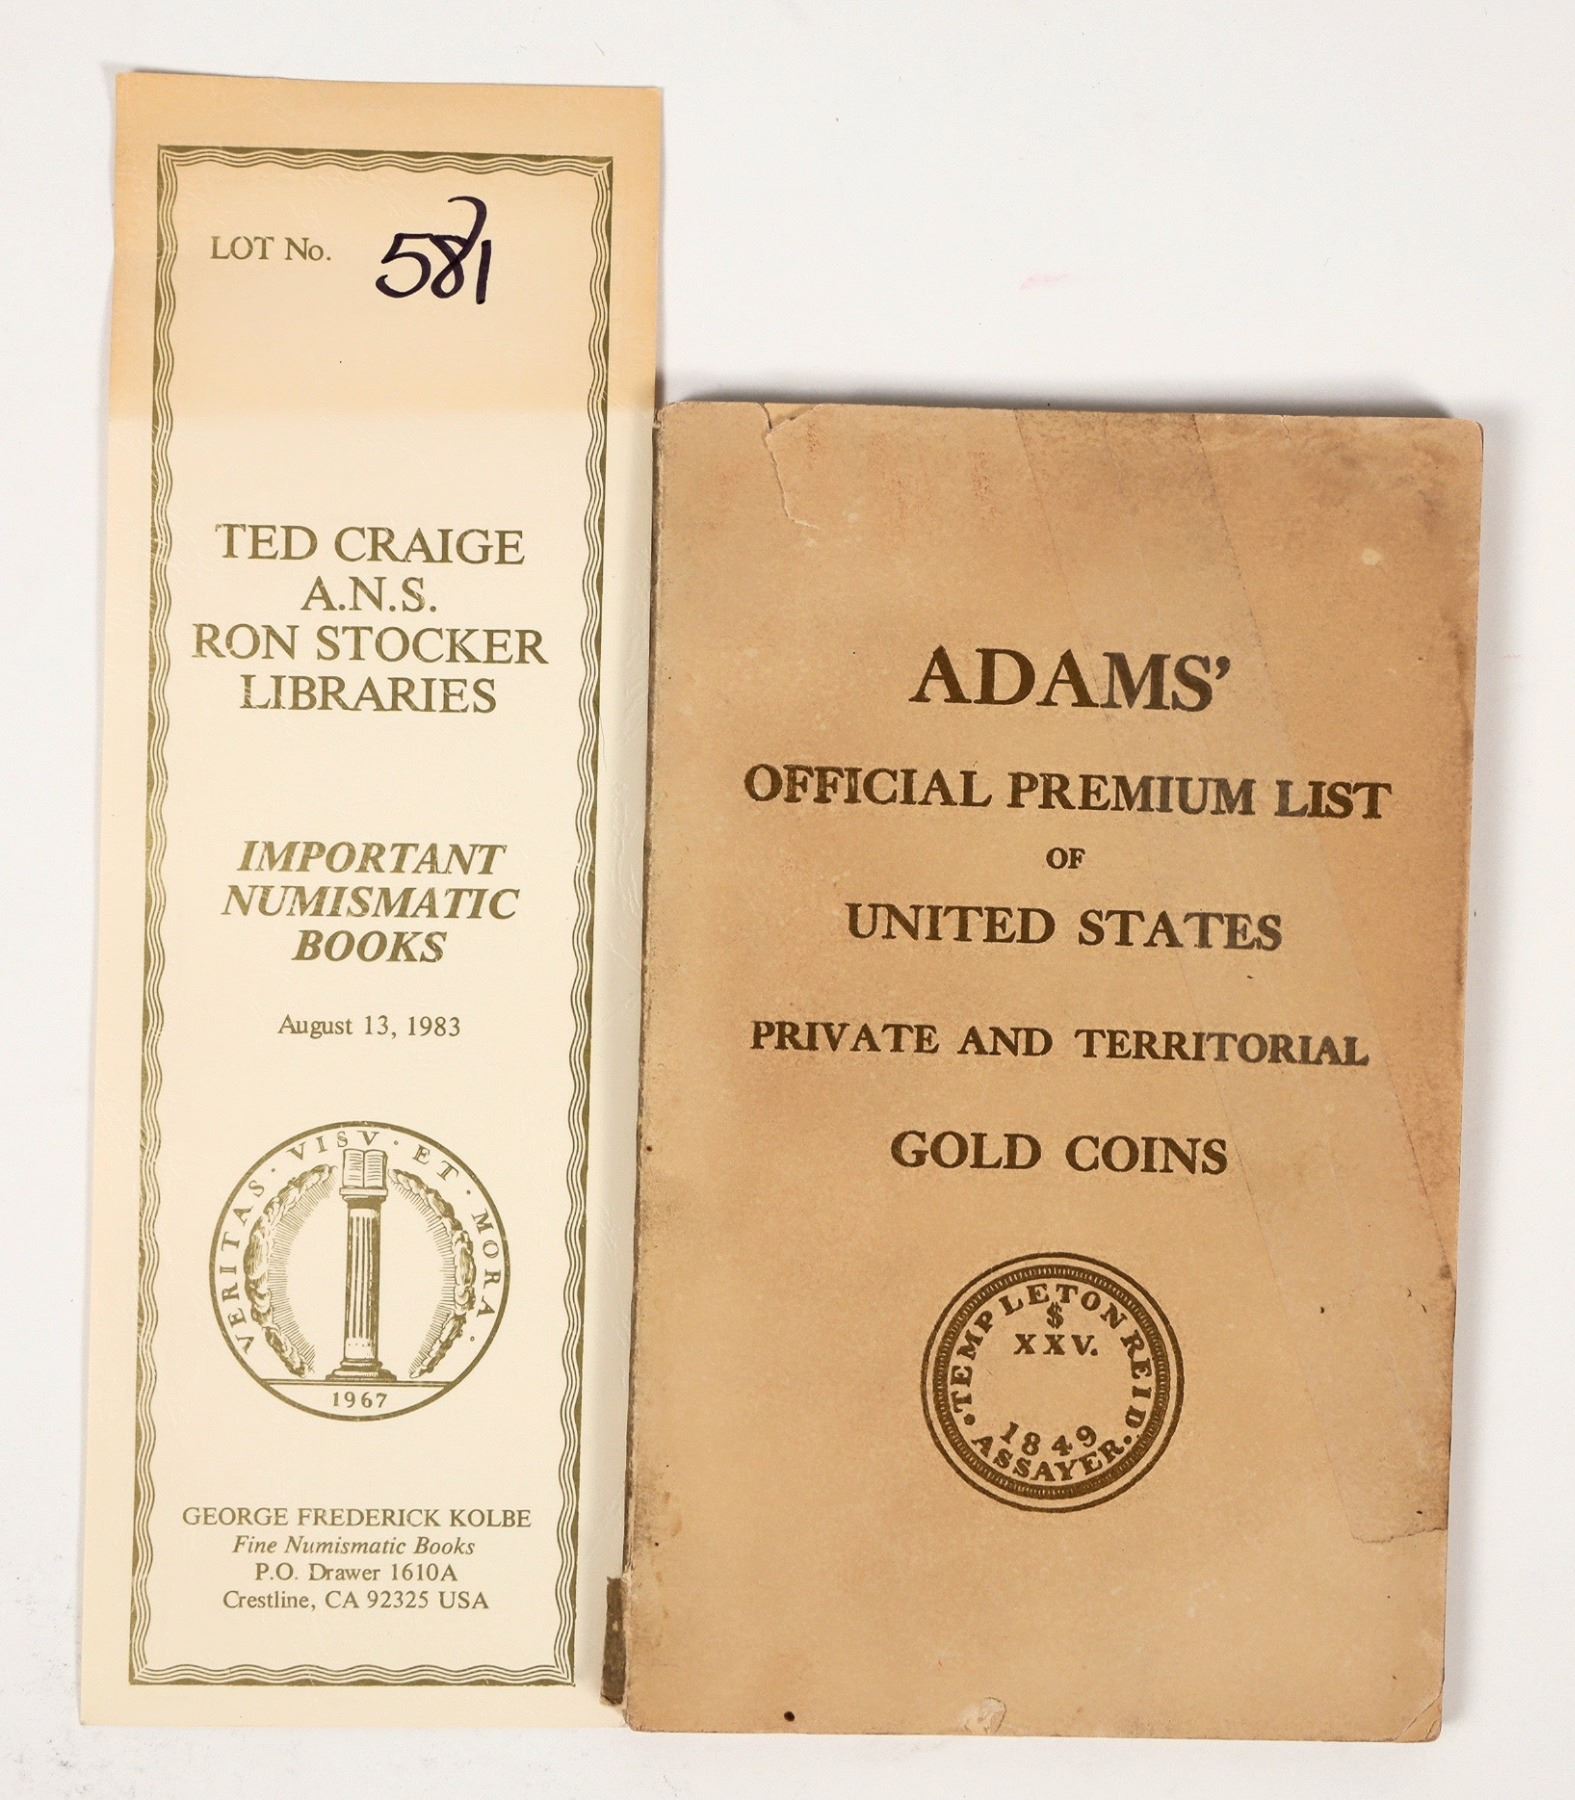 LOT No. 581
TED CRAIGE
A.N.S.
RON STOCKER
LIBRARIES
IMPORTANT
NUMISMATIC
BOOKS
August 13, 1983
VERITAS · VISV · ET · MORA ·
1967
GEORGE FREDERICK KOLBE
Fine Numismatic Books
P.O. Drawer 1610A
Crestline, CA 92325 USA
ADAMS’
OFFICIAL PREMIUM LIST
OF
UNITED STATES
PRIVATE AND TERRITORIAL
GOLD COINS
TEMPLETON REID
$
XXV.
1849
· ASSAYER ·